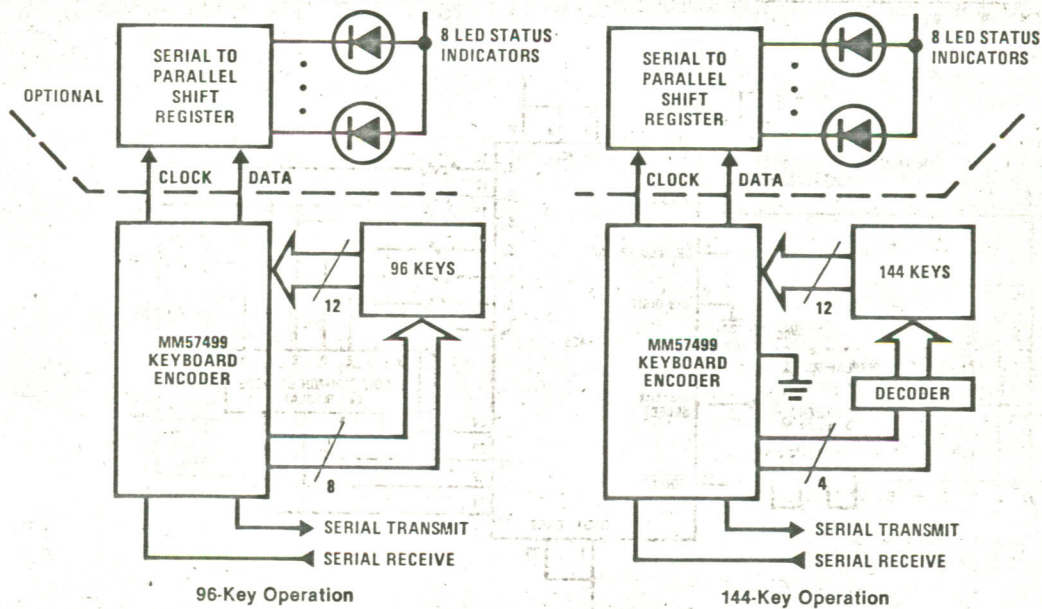 8 LED STATUS
INDICATORS
SERIAL TO
PARALLEL
SHIFT
REGISTER
OPTIONAL
CLOCK
DATA
96 KEYS
12
MM57499
KEYBOARD
ENCODER
8
SERIAL TRANSMIT
SERIAL RECEIVE
96-Key Operation
8 LED STATUS
INDICATORS
SERIAL TO
PARALLEL
SHIFT
REGISTER
CLOCK
DATA
144 KEYS
12
MM57499
KEYBOARD
ENCODER
DECODER
4
SERIAL TRANSMIT
SERIAL RECEIVE
144-Key Operation